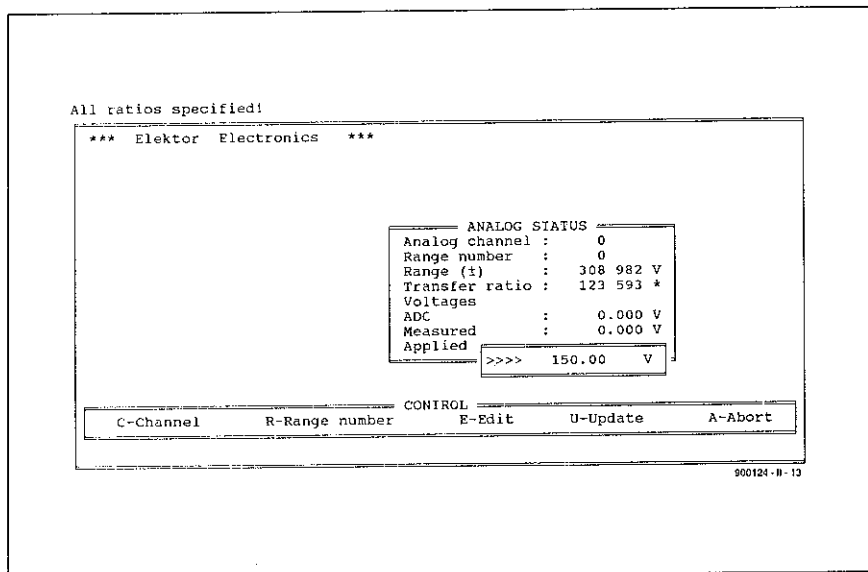 All ratios specified!
*** Elektor Electronics ***
ANALOG STATUS
Analog channel : 0
Range number : 0
Range (±) : 308 982 V
Transfer ratio : 123 593 *
Voltages
ADC : 0.000 V
Measured : 0.000 V
Applied
>>>> 150.00 V
CONTROL
C-Channel R-Range number E-Edit U-Update A-Abort
900124 - II - 13